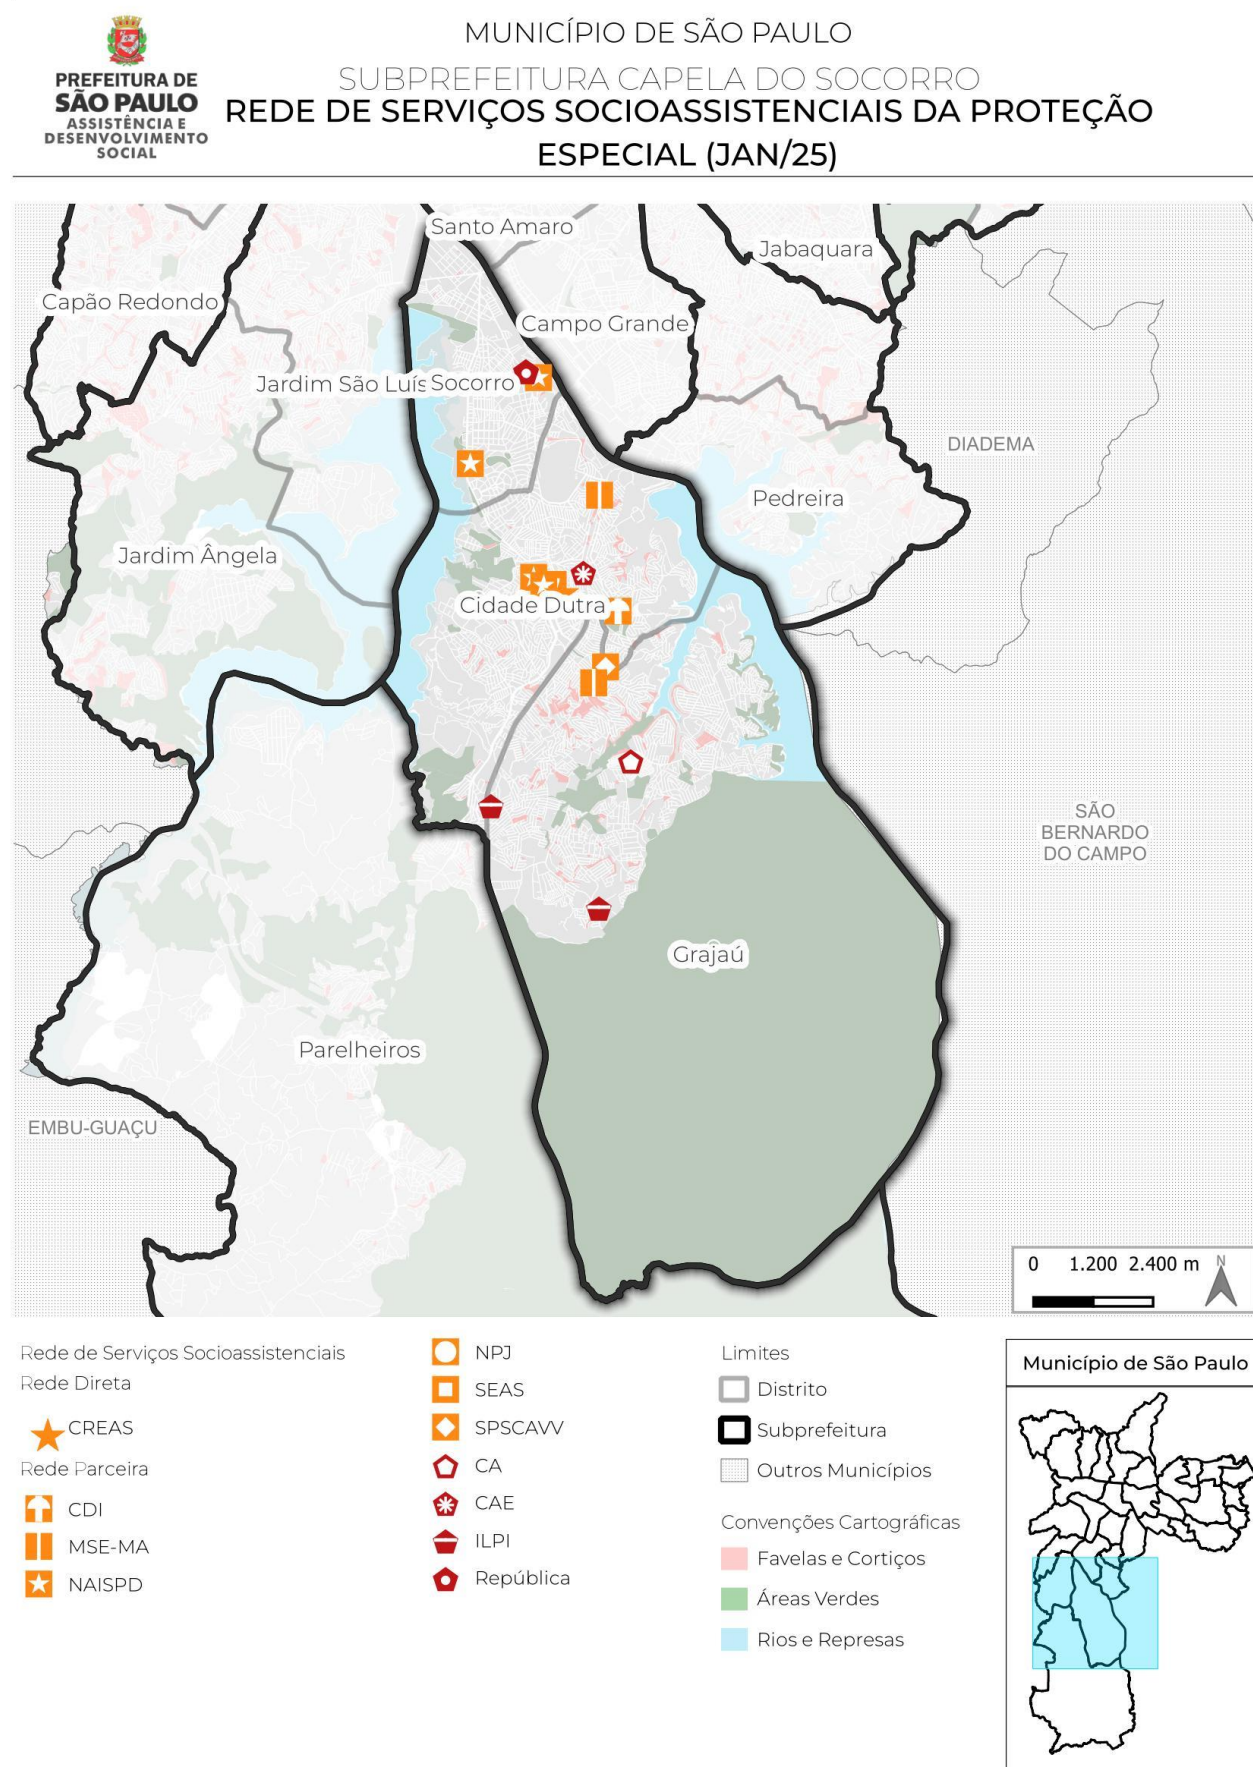 PREFEITURA DE
SÃO PAULO
ASSISTÊNCIA E
DESENVOLVIMENTO
SOCIAL
MUNICÍPIO DE SÃO PAULO
SUBPREFEITURA CAPELA DO SOCORRO
REDE DE SERVIÇOS SOCIOASSISTENCIAIS DA PROTEÇÃO
ESPECIAL (JAN/25)
Santo Amaro
Jabaquara
Capão Redondo
Campo Grande
Jardim São Luís
Socorro
DIADEMA
Pedreira
Jardim Ângela
Cidade Dutra
SÃO
BERNARDO
DO CAMPO
Grajaú
Parelheiros
EMBU-GUAÇU
0 1.200 2.400 m
N
Rede de Serviços Socioassistenciais
Rede Direta
CREAS
Rede Parceira
CDI
MSE-MA
NAISPD
NPJ
SEAS
SPSCAVV
CA
CAE
ILPI
República
Limites
Distrito
Subprefeitura
Outros Municípios
Convenções Cartográficas
Favelas e Cortiços
Áreas Verdes
Rios e Represas
Município de São Paulo